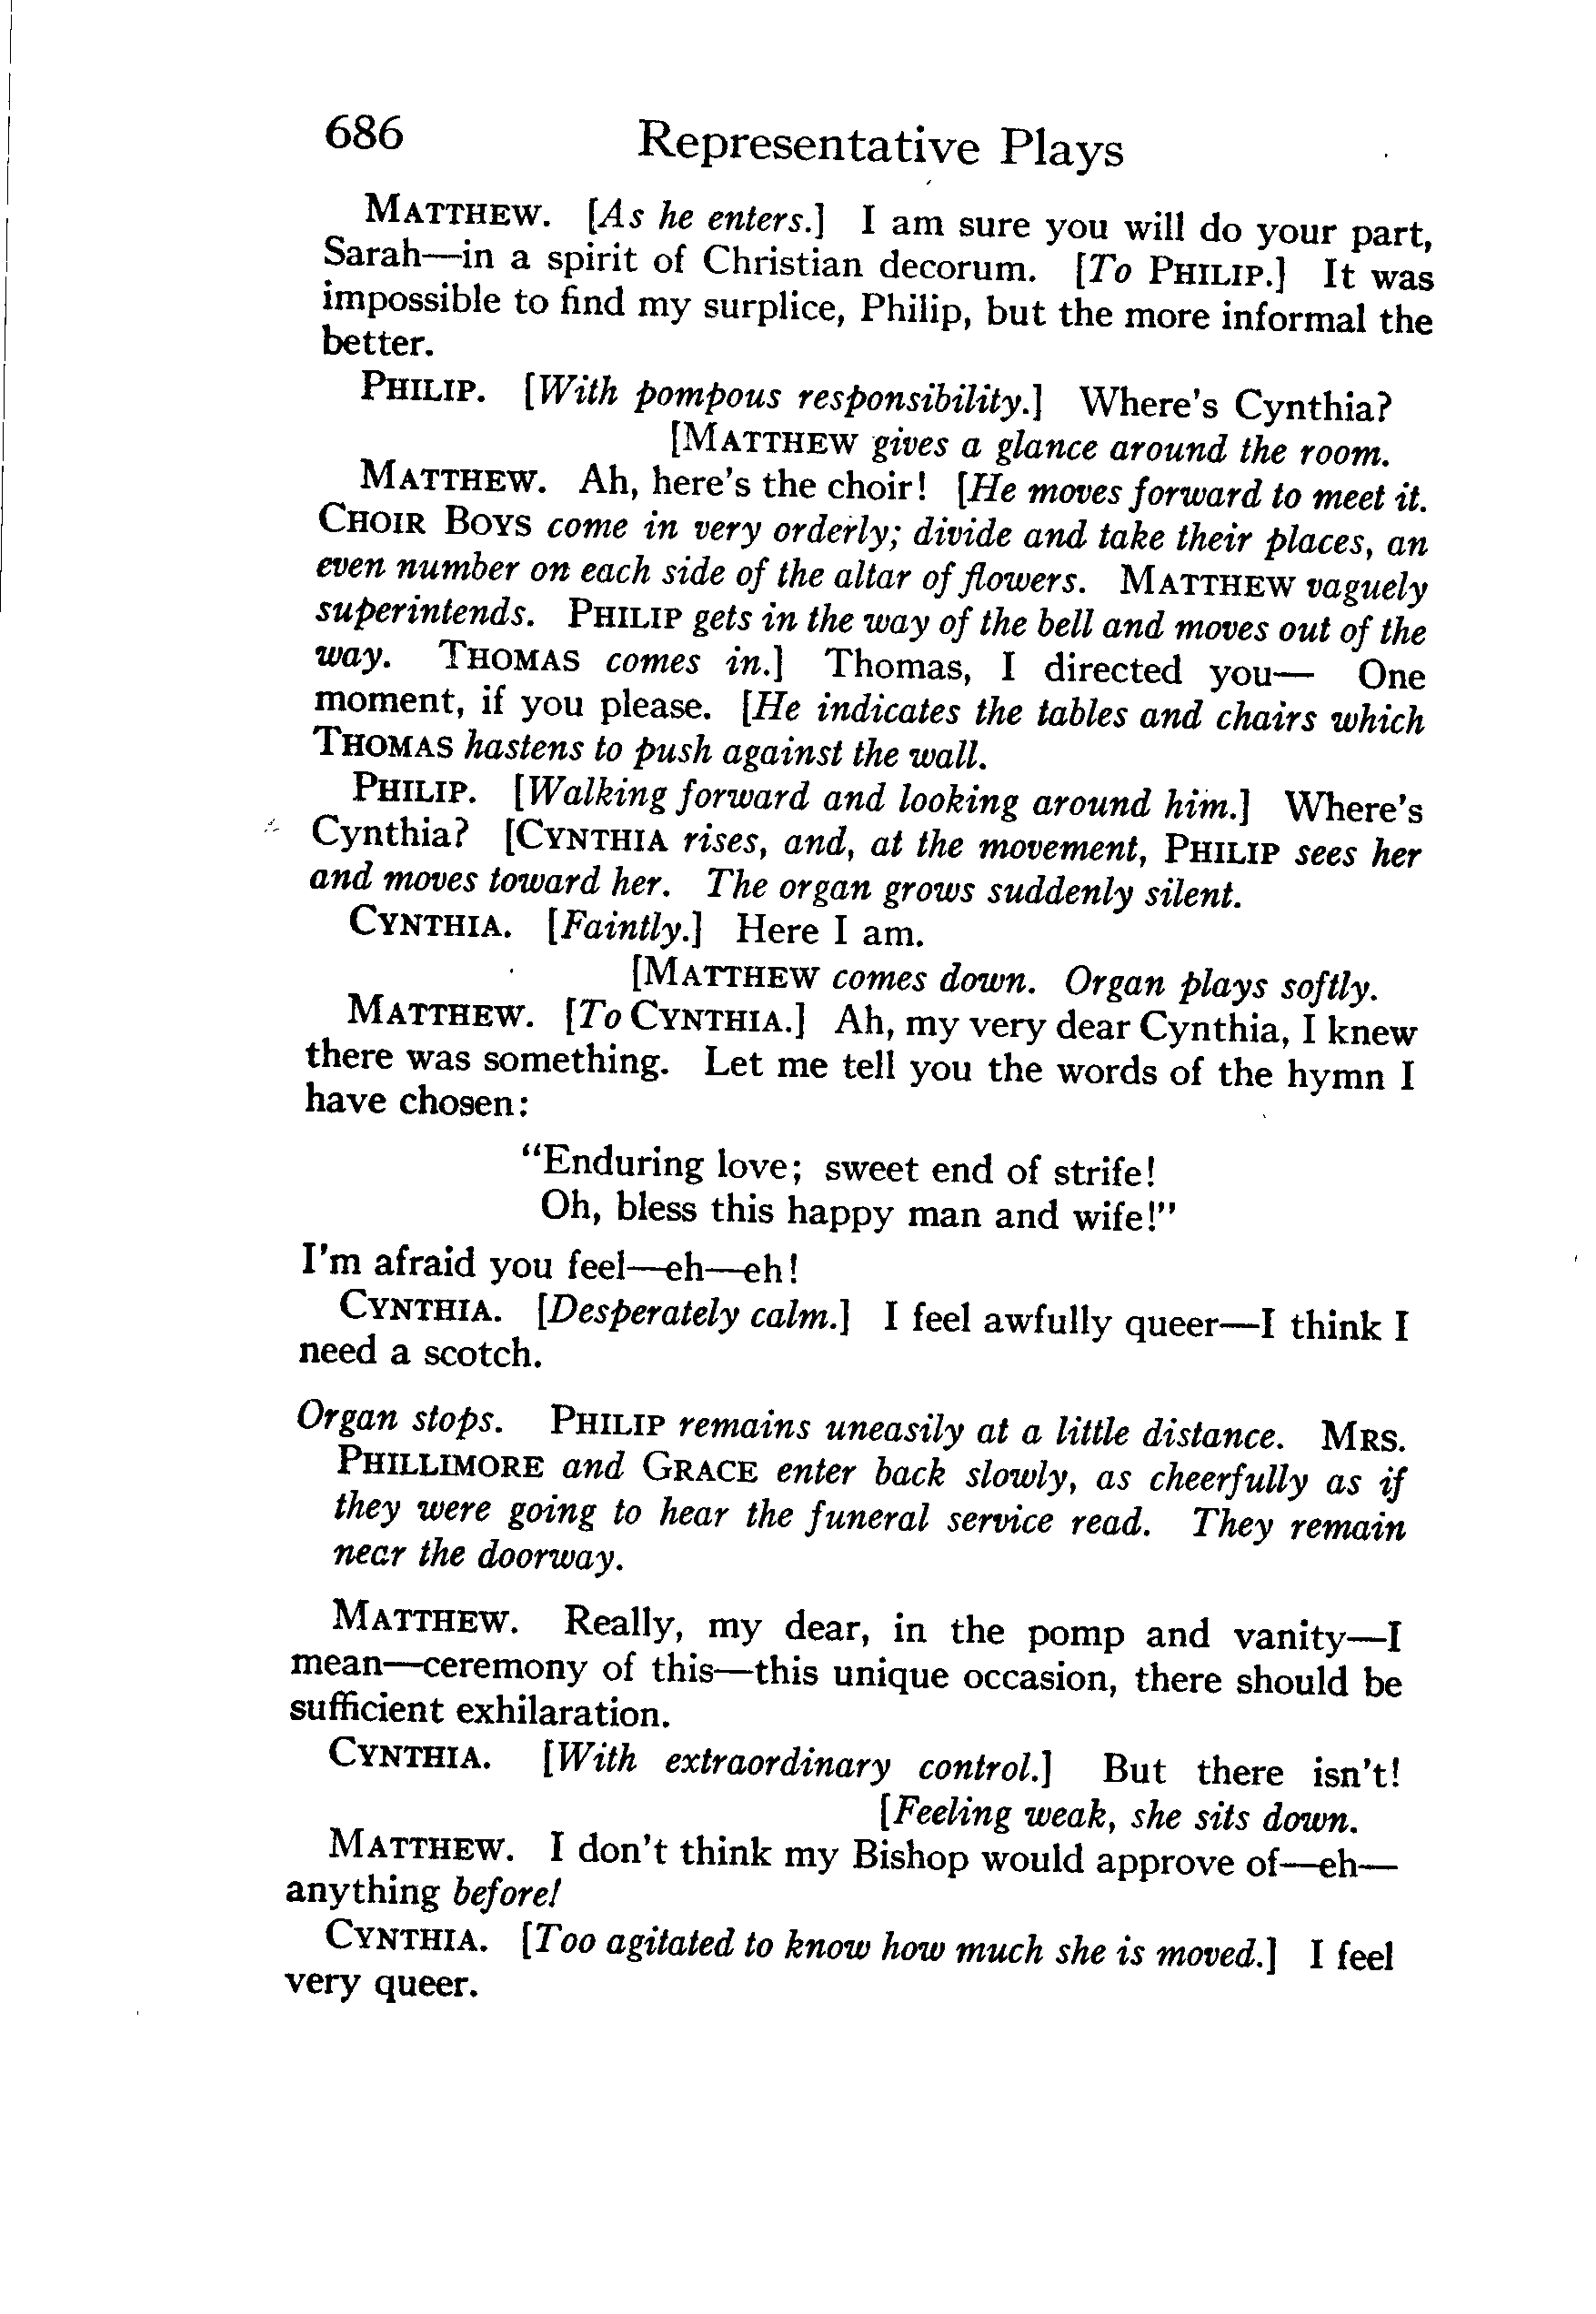 686 Representative Plays
MATTHEW. [As he enters.] I am sure you will do your part,
Sarah—in a spirit of Christian decorum. [To PHILIP.] It was
impossible to find my surplice, Philip, but the more informal the
better.
PHILIP. [With pompous responsibility.] Where's Cynthia?
[MATTHEW gives a glance around the room.
MATTHEW. Ah, here's the choir! [He moves forward to meet it.
CHOIR BOYS come in very orderly; divide and take their places, an
even number on each side of the altar of flowers. MATTHEW vaguely
superintends. PHILIP gets in the way of the bell and moves out of the
way. THOMAS comes in.] Thomas, I directed you— One
moment, if you please. [He indicates the tables and chairs which
THOMAS hastens to push against the wall.
PHILIP. [Walking forward and looking around him.] Where's
Cynthia? [CYNTHIA rises, and, at the movement, PHILIP sees her
and moves toward her. The organ grows suddenly silent.
CYNTHIA. [Faintly.] Here I am.
[MATTHEW comes down. Organ plays softly.
MATTHEW. [To CYNTHIA.] Ah, my very dear Cynthia, I knew
there was something. Let me tell you the words of the hymn I
have chosen:
"Enduring love; sweet end of strife!
Oh, bless this happy man and wife!"
I'm afraid you feel—eh—eh!
CYNTHIA. [Desperately calm.] I feel awfully queer—I think I
need a scotch.
Organ stops. PHILIP remains uneasily at a little distance. MRS.
PHILLIMORE and GRACE enter back slowly, as cheerfully as if
they were going to hear the funeral service read. They remain
near the doorway.
MATTHEW. Really, my dear, in the pomp and vanity—I
mean—ceremony of this—this unique occasion, there should be
sufficient exhilaration.
CYNTHIA. [With extraordinary control.] But there isn't!
[Feeling weak, she sits down.
MATTHEW. I don't think my Bishop would approve of—eh—
anything before!
CYNTHIA. [Too agitated to know how much she is moved.] I feel
very queer.